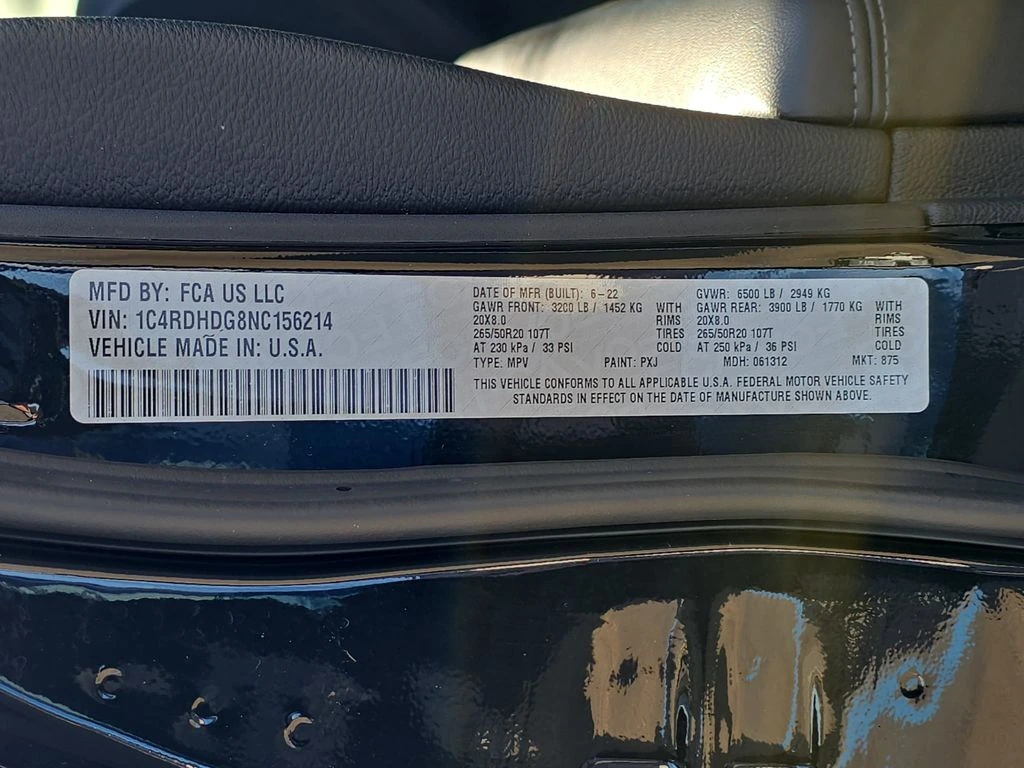 MFD BY: FCA US LLC
VIN: 1C4RDHDG8NC156214
VEHICLE MADE IN: U.S.A.
DATE OF MFR (BUILT): 6-22
GAWR FRONT: 3200 LB / 1452 KG WITH
20X8.0 RIMS
265/50R20 107T TIRES
AT 230 kPa / 33 PSI COLD
TYPE: MPV PAINT: PXJ
GVWR: 6500 LB / 2949 KG
GAWR REAR: 3900 LB / 1770 KG WITH
20X8.0 RIMS
265/50R20 107T TIRES
AT 250 kPa / 36 PSI COLD
MDH: 061312 MKT: 875
THIS VEHICLE CONFORMS TO ALL APPLICABLE U.S.A. FEDERAL MOTOR VEHICLE SAFETY
STANDARDS IN EFFECT ON THE DATE OF MANUFACTURE SHOWN ABOVE.